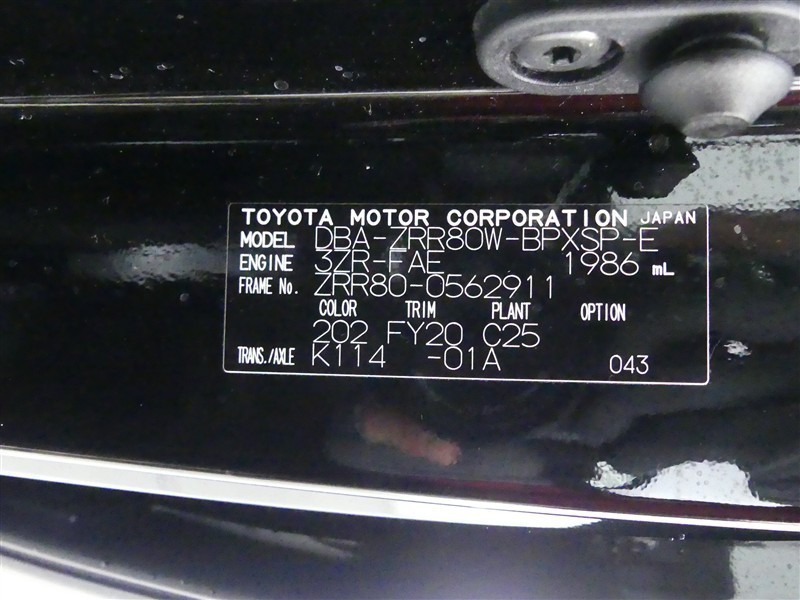 TOYOTA MOTOR CORPORATION JAPAN
MODEL DBA-ZRR80W-BPXSP-E
ENGINE 3ZR-FAE 1986 mL
FRAME No. ZRR80-0562911
COLOR TRIM PLANT OPTION
202 FY20 C25
TRANS./AXLE K114 -01A 043